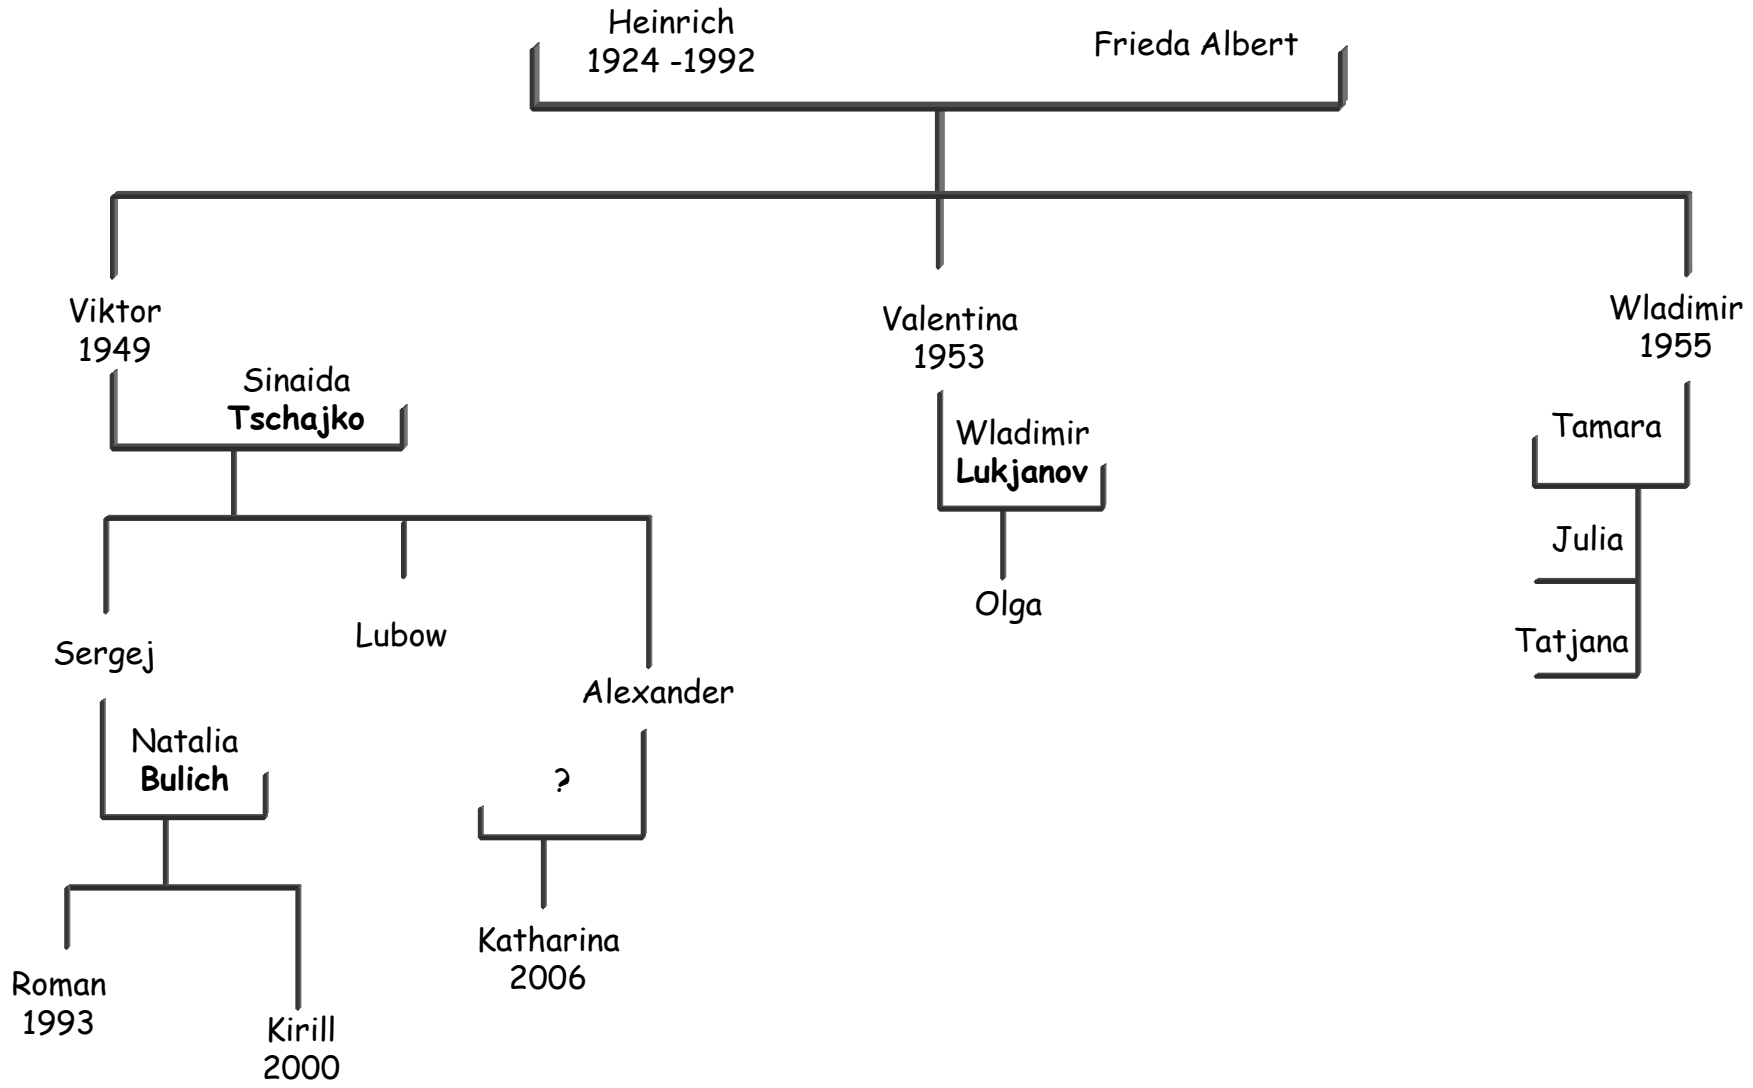 Heinrich
1924 -1992
Frieda Albert
Viktor
1949
Valentina
1953
Wladimir
1955
Sinaida
Tschajko
Wladimir
Lukjanov
Tamara
Julia
Olga
Sergej
Lubow
Tatjana
Alexander
Natalia
Bulich
?
Katharina
2006
Roman
1993
Kirill
2000